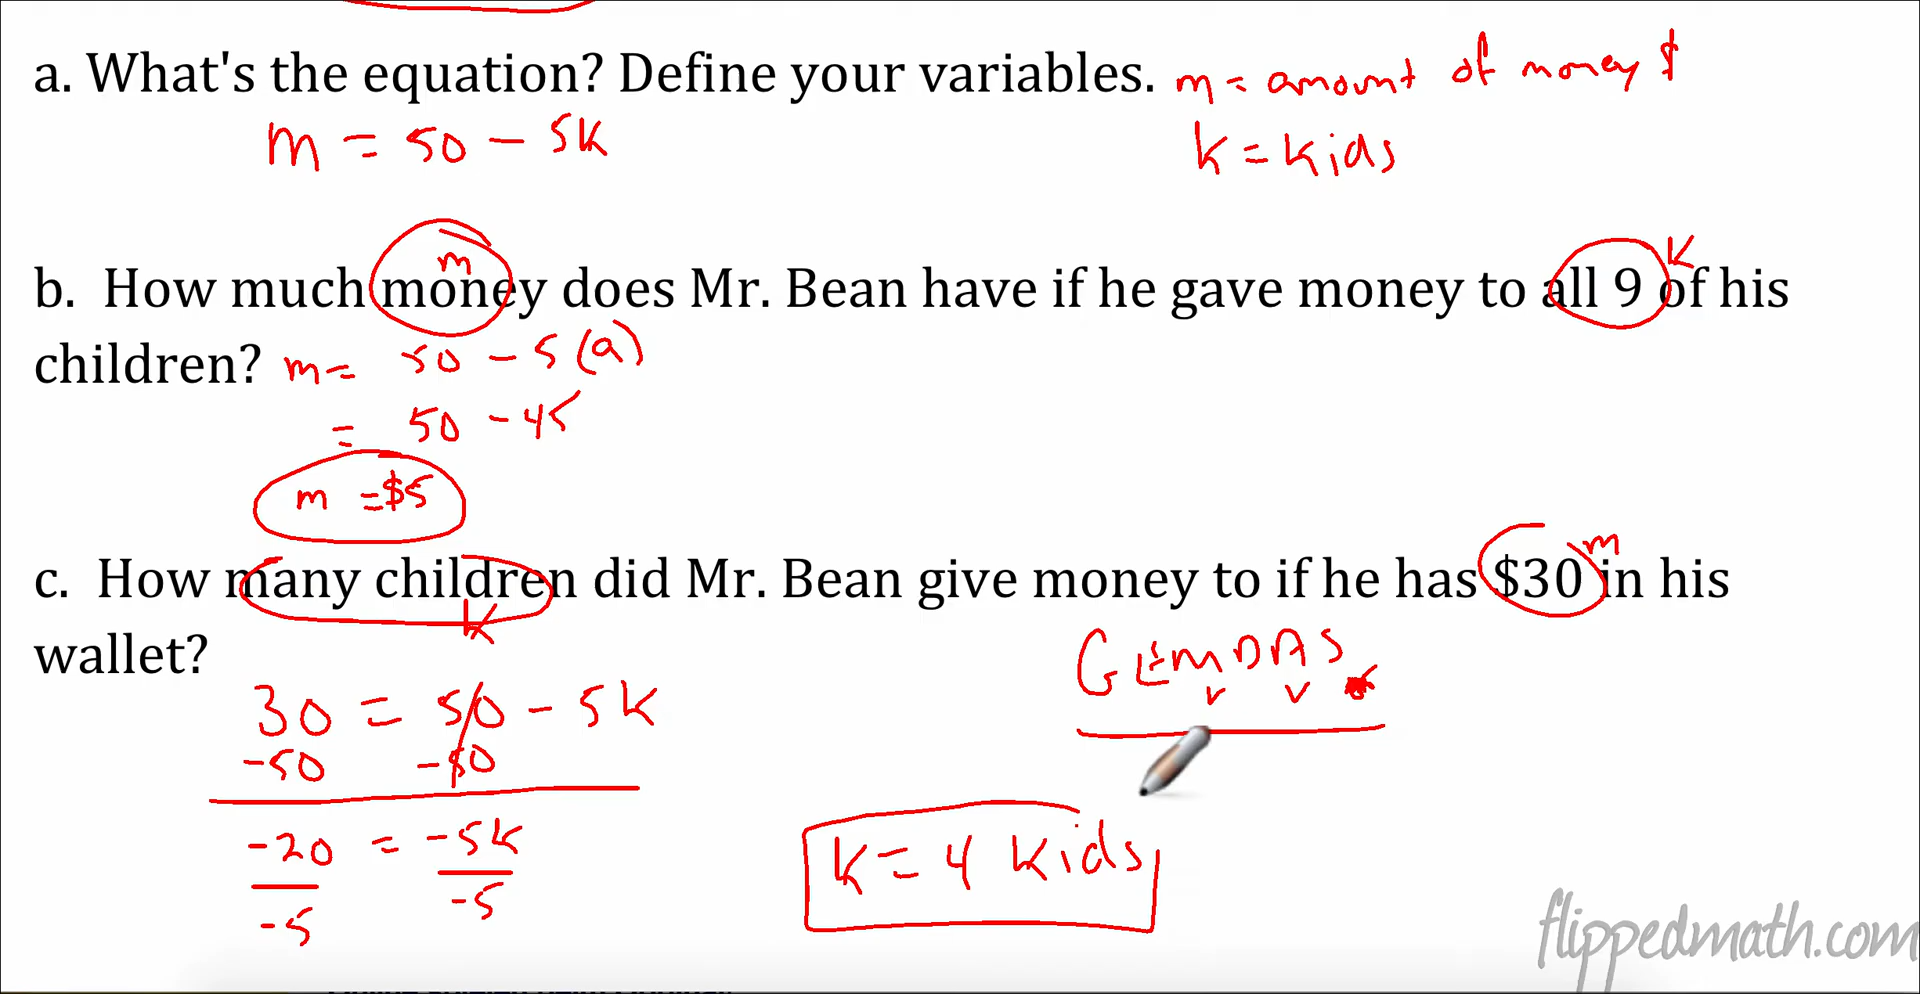 a. What's the equation? Define your variables. m = amount of money $
m = 50 - 5k
k = kids
m
k
b. How much money does Mr. Bean have if he gave money to all 9 of his
children? m = 50 - 5(9)
= 50 - 45
m = $5
m
c. How many children did Mr. Bean give money to if he has $30 in his
k
wallet?
GEMDAS
30 = 50 - 5k
-50 -50
-20 = -5k
-5 -5
k = 4 kids
flippedmath.com